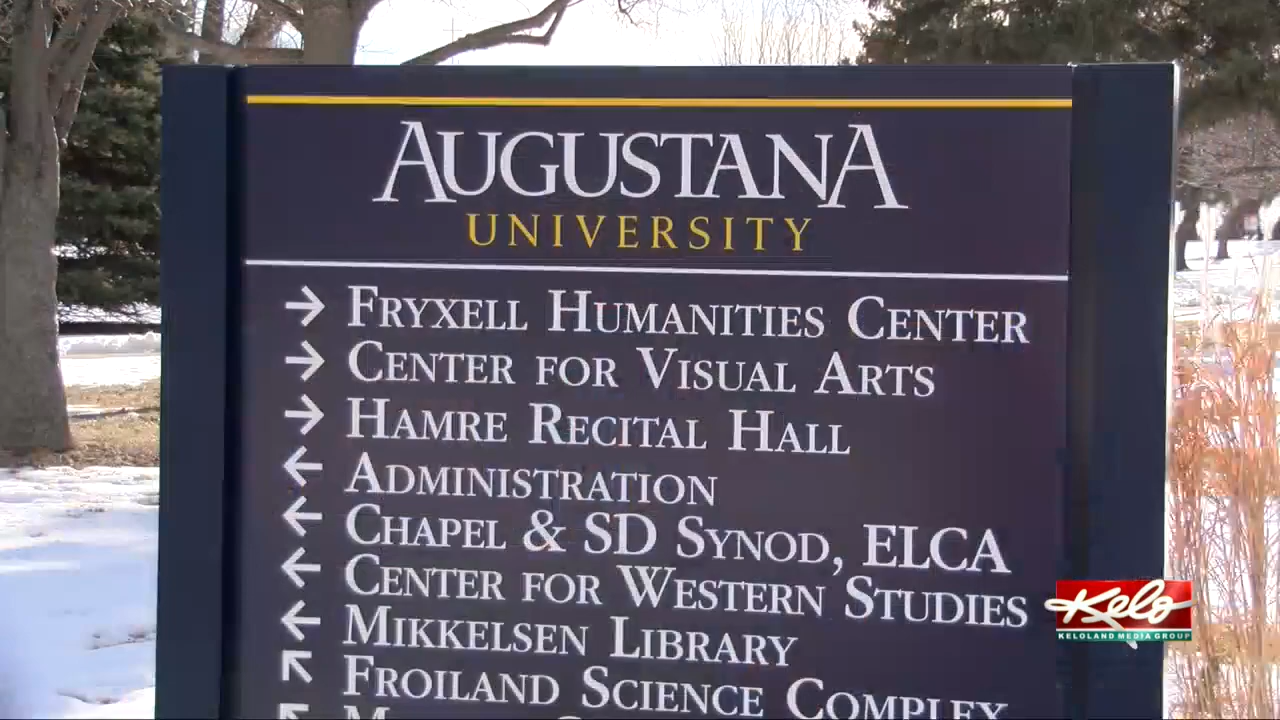 AUGUSTANA
UNIVERSITY
→ FRYXELL HUMANITIES CENTER
→ CENTER FOR VISUAL ARTS
→ HAMRE RECITAL HALL
← ADMINISTRATION
← CHAPEL & SD SYNOD, ELCA
← CENTER FOR WESTERN STUDIES
← MIKKELSEN LIBRARY
↖ FROILAND SCIENCE COMPLEX
Kelo
KELOLAND MEDIA GROUP